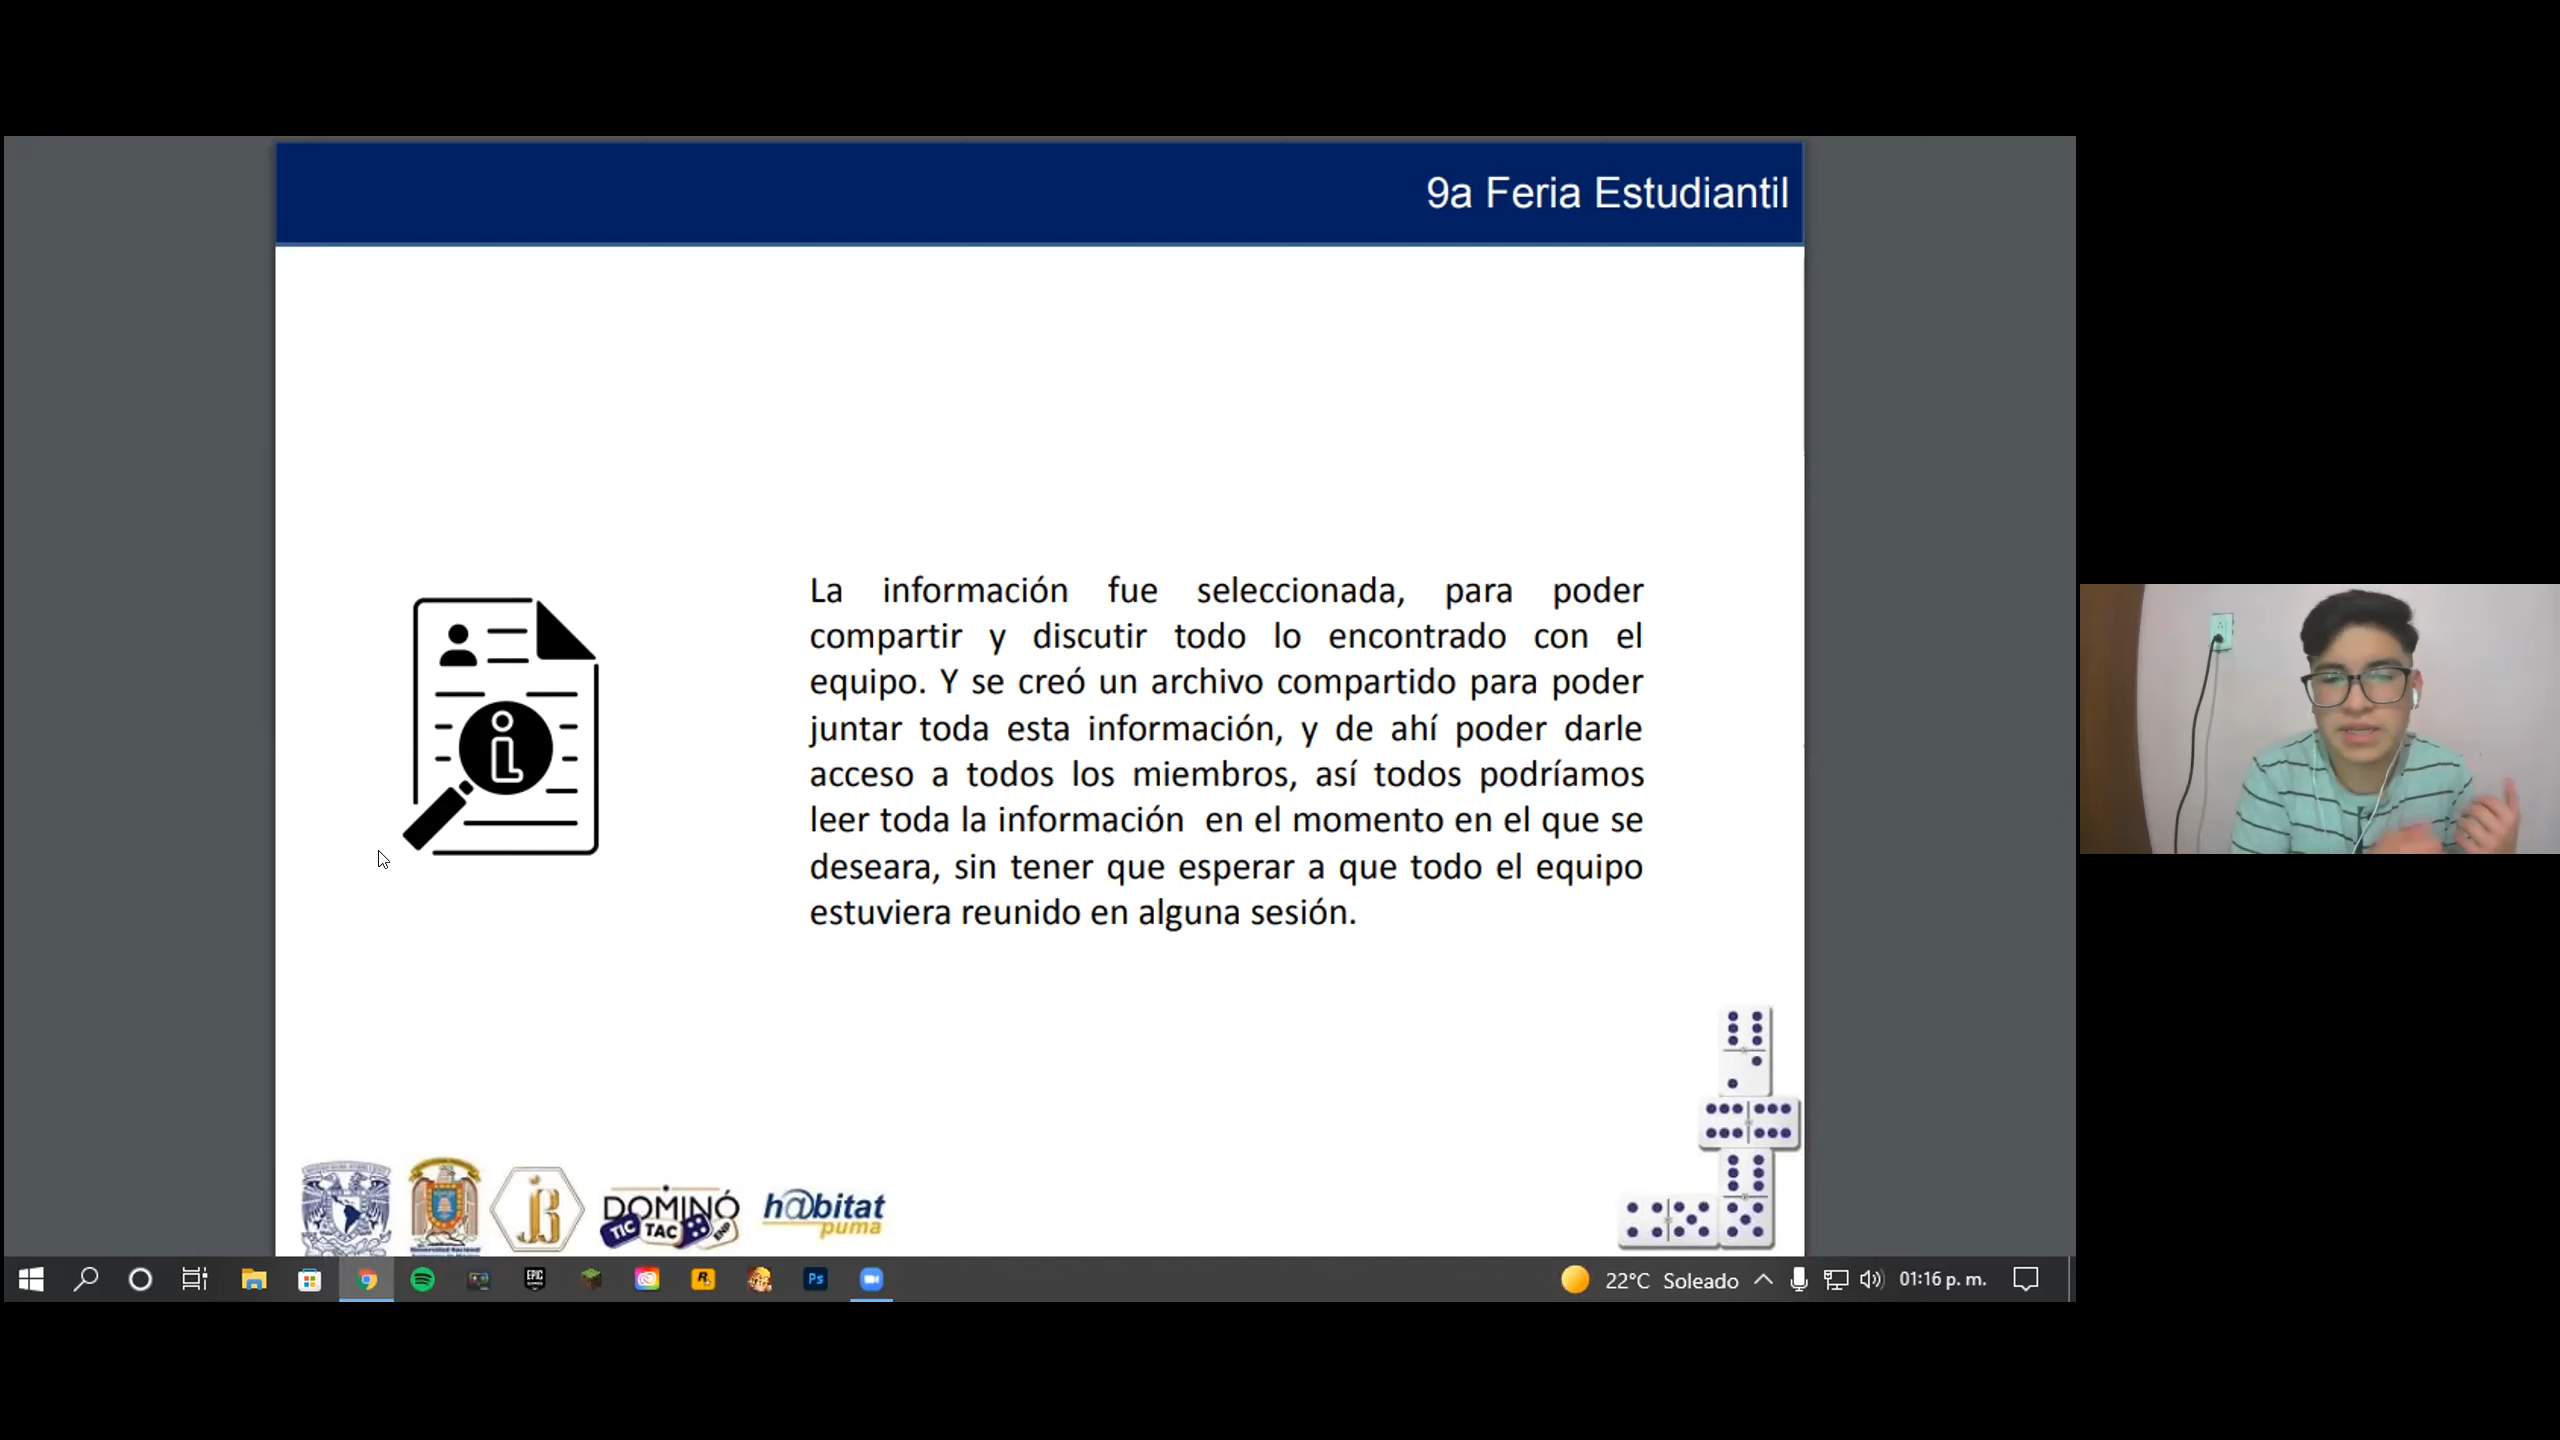 9a Feria Estudiantil
La información fue seleccionada, para poder
compartir y discutir todo lo encontrado con el
equipo. Y se creó un archivo compartido para poder
juntar toda esta información, y de ahí poder darle
acceso a todos los miembros, así todos podríamos
leer toda la información en el momento en el que se
deseara, sin tener que esperar a que todo el equipo
estuviera reunido en alguna sesión.
DOMINÓ
TIC TAC ENP
h@bitat
puma
EPIC
Ps
22°C Soleado
01:16 p. m.